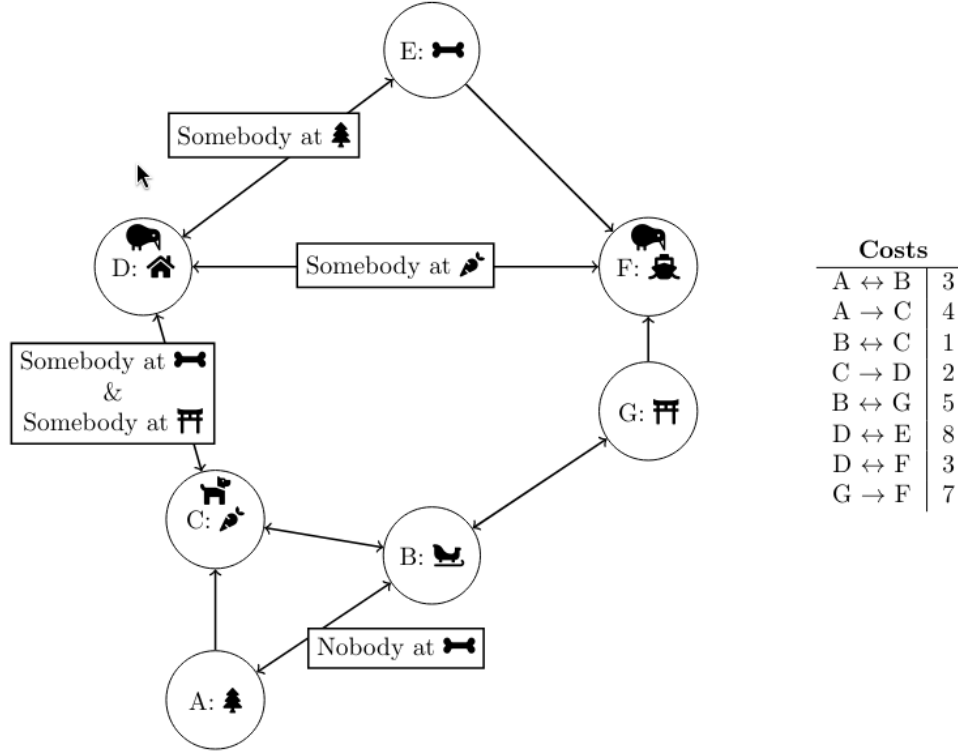 E:
Somebody at
D:
Somebody at
F:
Somebody at
&
Somebody at
G:
C:
B:
Nobody at
A:
Costs
A ↔ B 3
A → C 4
B ↔ C 1
C → D 2
B ↔ G 5
D ↔ E 8
D ↔ F 3
G → F 7